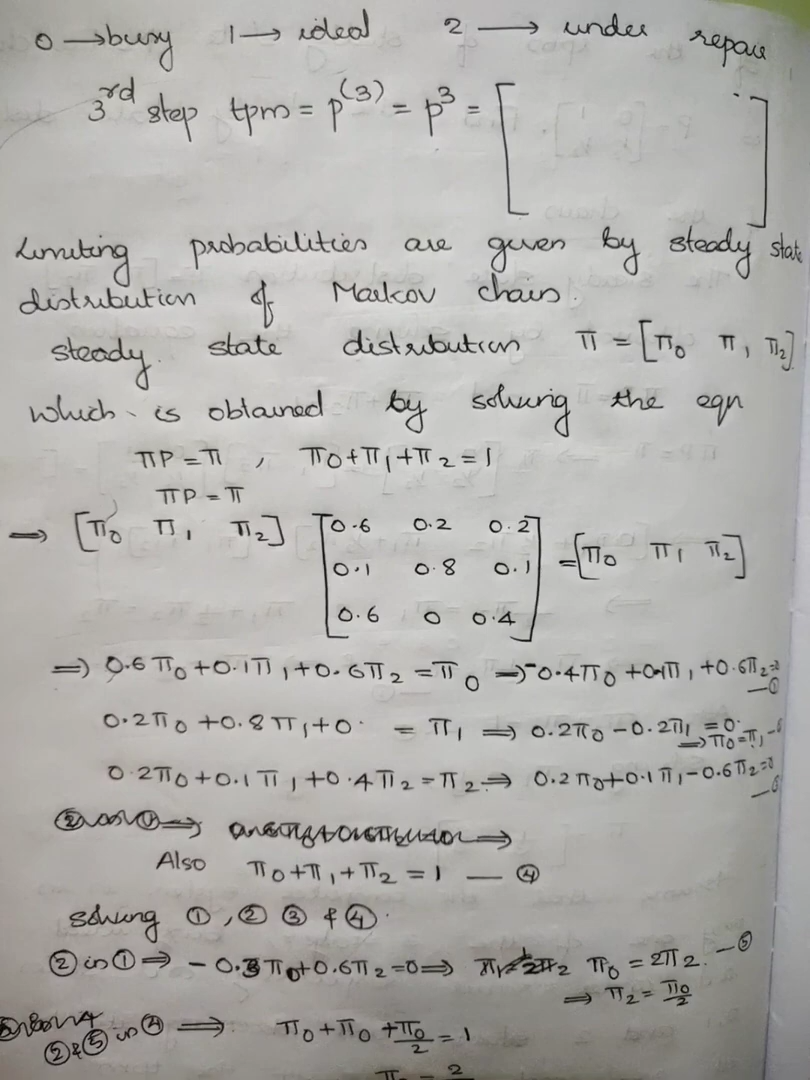 0 → busy 1 → ideal 2 → under repair
3rd step tpm = p^(3) = p^3 = [ ]
Limiting probabilities are given by steady state
distribution of Markov chain.
steady state distribution π = [π0 π1 π2]
which is obtained by solving the eqn
πP = π , π0+π1+π2 = 1
πP = π
⇒ [π0 π1 π2] [0.6 0.2 0.2
0.1 0.8 0.1
0.6 0 0.4] = [π0 π1 π2]
⇒ 0.6π0+0.1π1+0.6π2 = π0 ⇒ -0.4π0+0.1π1+0.6π2=0 —①
0.2π0+0.8π1+0 = π1 ⇒ 0.2π0-0.2π1=0
⇒ π0=π1
0.2π0+0.1π1+0.4π2=π2 ⇒ 0.2π0+0.1π1-0.6π2=0
Also π0+π1+π2 = 1 — ④
solving ①, ② ③ & ④.
② in ① ⇒ -0.3π0+0.6π2=0 ⇒ π0 = 2π2. —⑤
⇒ π2 = π0/2
②&⑤ in ④ ⇒ π0+π0+π0/2 = 1